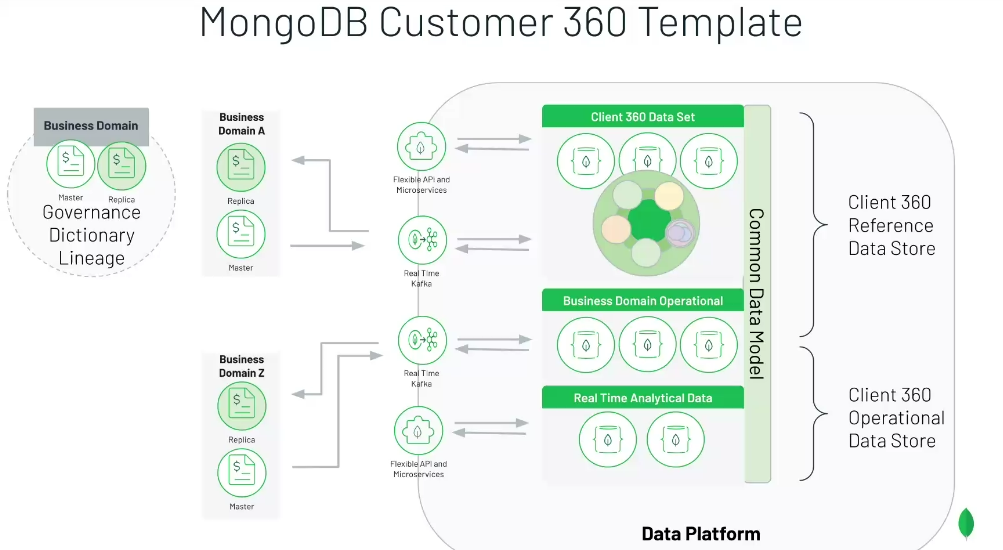 MongoDB Customer 360 Template
Business Domain
$
$
Master
Replica
Governance
Dictionary
Lineage
Business
Domain A
$
Replica
$
Master
Business
Domain Z
$
Replica
$
Master
Flexible API and
Microservices
Real Time
Kafka
Real Time
Kafka
Flexible API and
Microservices
Client 360 Data Set
Business Domain Operational
Real Time Analytical Data
Common Data Model
Client 360
Reference
Data Store
Client 360
Operational
Data Store
Data Platform